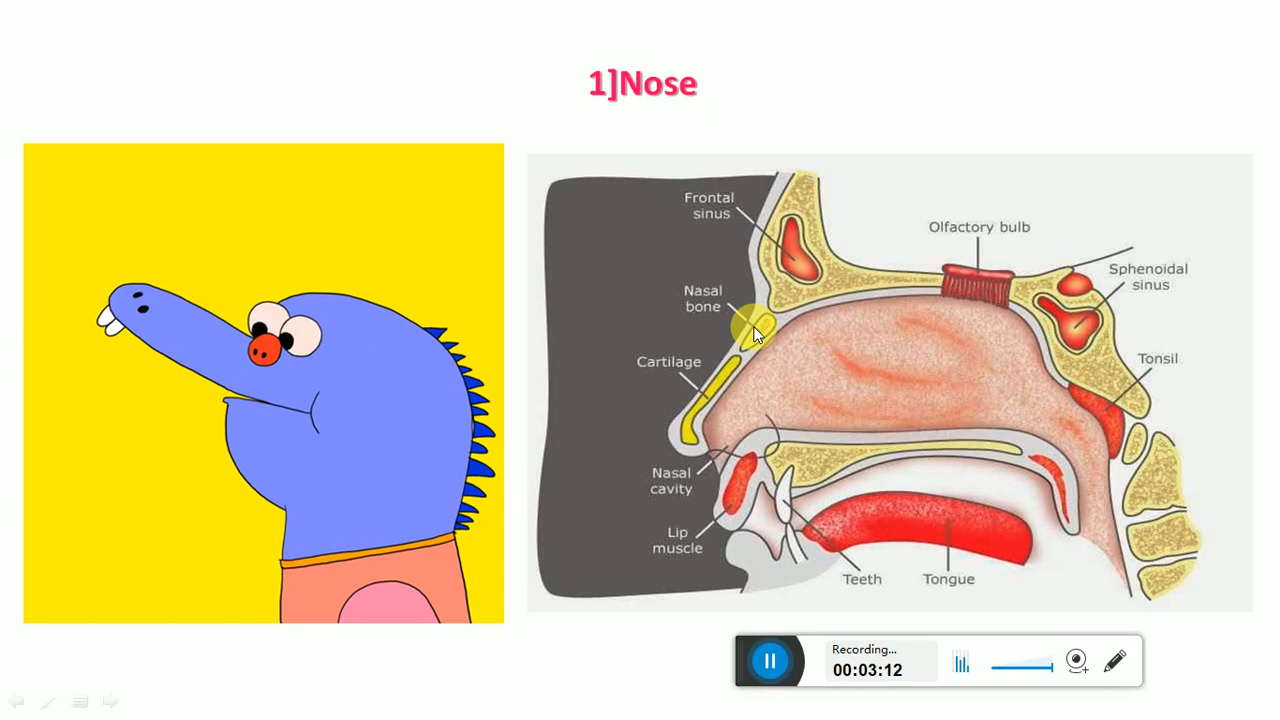 1]Nose
Frontal
sinus
Olfactory bulb
Sphenoidal
sinus
Nasal
bone
Cartilage
Tonsil
Nasal
cavity
Lip
muscle
Teeth
Tongue
Recording...
00:03:12